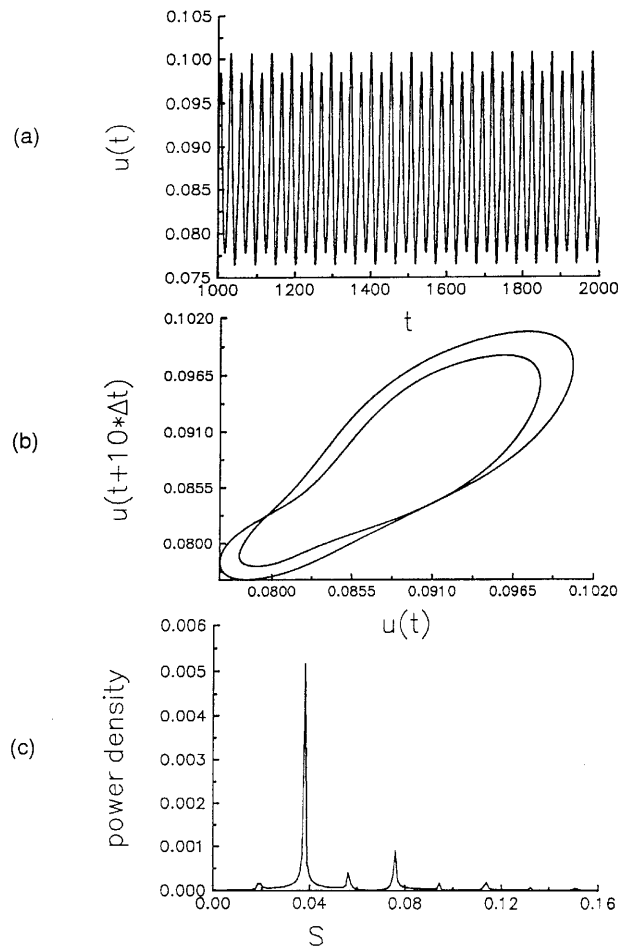 (a)
u(t)
0.105
0.100
0.095
0.090
0.085
0.080
0.075
1000 1200 1400 1600 1800 2000
t
(b)
u(t+10*Δt)
0.1020
0.0965
0.0910
0.0855
0.0800
0.0800 0.0855 0.0910 0.0965 0.1020
u(t)
(c)
power density
0.006
0.005
0.004
0.003
0.002
0.001
0.000
0.00 0.04 0.08 0.12 0.16
S